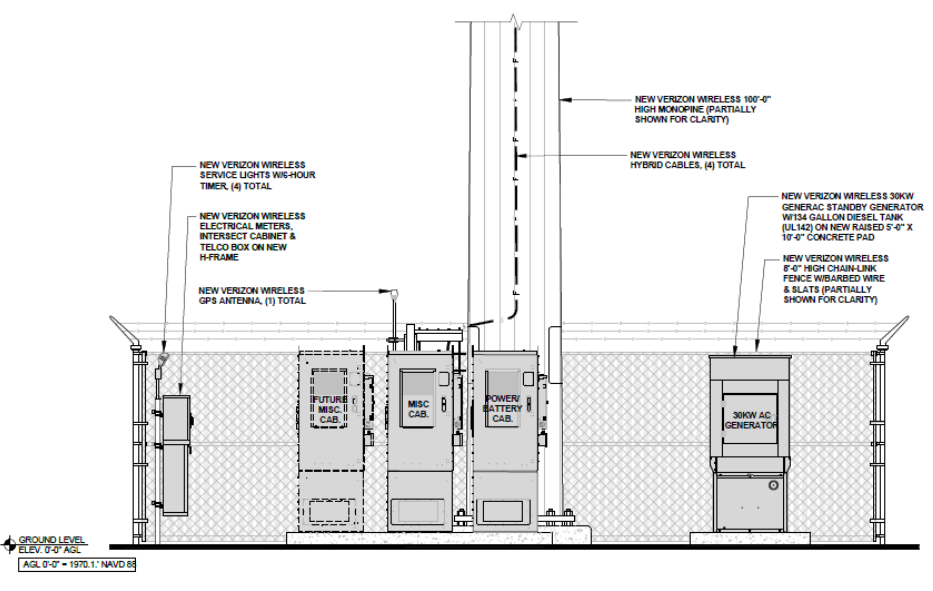 NEW VERIZON WIRELESS 100'-0"
HIGH MONOPINE (PARTIALLY
SHOWN FOR CLARITY)
NEW VERIZON WIRELESS
HYBRID CABLES, (4) TOTAL
NEW VERIZON WIRELESS
SERVICE LIGHTS W/6-HOUR
TIMER, (4) TOTAL
NEW VERIZON WIRELESS
ELECTRICAL METERS,
INTERSECT CABINET &
TELCO BOX ON NEW
H-FRAME
NEW VERIZON WIRELESS
GPS ANTENNA, (1) TOTAL
NEW VERIZON WIRELESS 30KW
GENERAC STANDBY GENERATOR
W/134 GALLON DIESEL TANK
(UL142) ON NEW RAISED 5'-0" X
10'-0" CONCRETE PAD
NEW VERIZON WIRELESS
8'-0" HIGH CHAIN-LINK
FENCE W/BARBED WIRE
& SLATS (PARTIALLY
SHOWN FOR CLARITY)
FUTURE
MISC.
CAB.
MISC
CAB.
POWER/
BATTERY
CAB.
30KW AC
GENERATOR
GROUND LEVEL
ELEV. 0'-0" AGL
AGL 0'-0" = 1970.1.' NAVD 88